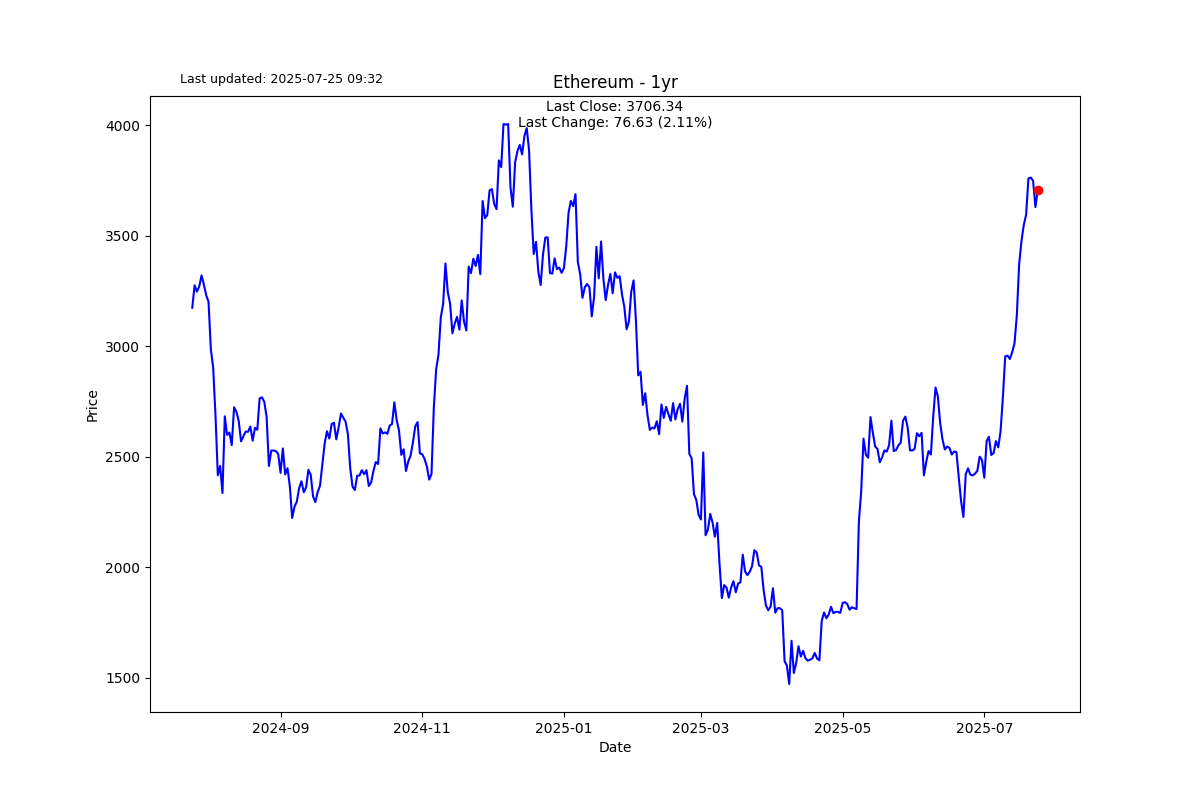 Last updated: 2025-07-25 09:32
Ethereum - 1yr
Last Close: 3706.34
Last Change: 76.63 (2.11%)
4000
3500
3000
2500
2000
1500
Price
2024-09
2024-11
2025-01
2025-03
2025-05
2025-07
Date